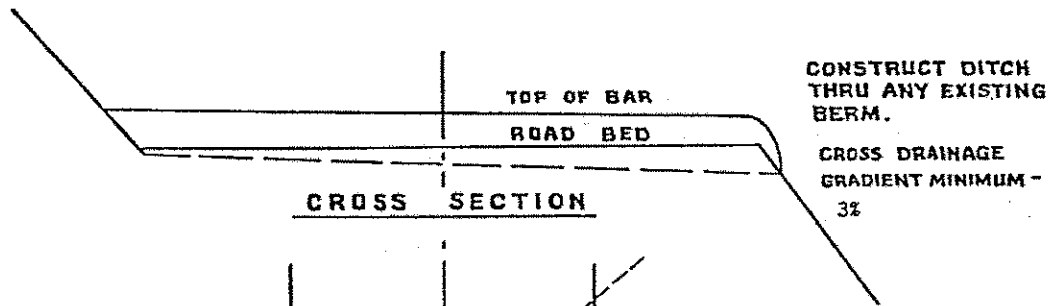 TOP OF BAR
ROAD BED
CROSS SECTION
CONSTRUCT DITCH
THRU ANY EXISTING
BERM.
CROSS DRAINAGE
GRADIENT MINIMUM-
3%